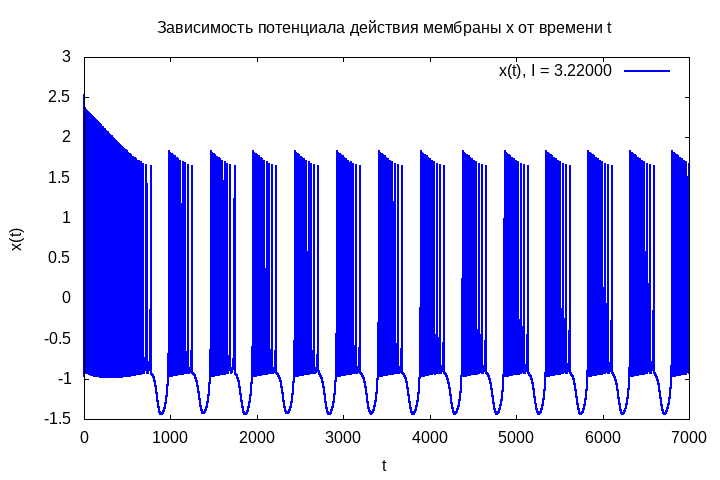 Зависимость потенциала действия мембраны x от времени t
x(t), I = 3.22000
3
2.5
2
1.5
1
0.5
0
-0.5
-1
-1.5
x(t)
0 1000 2000 3000 4000 5000 6000 7000
t